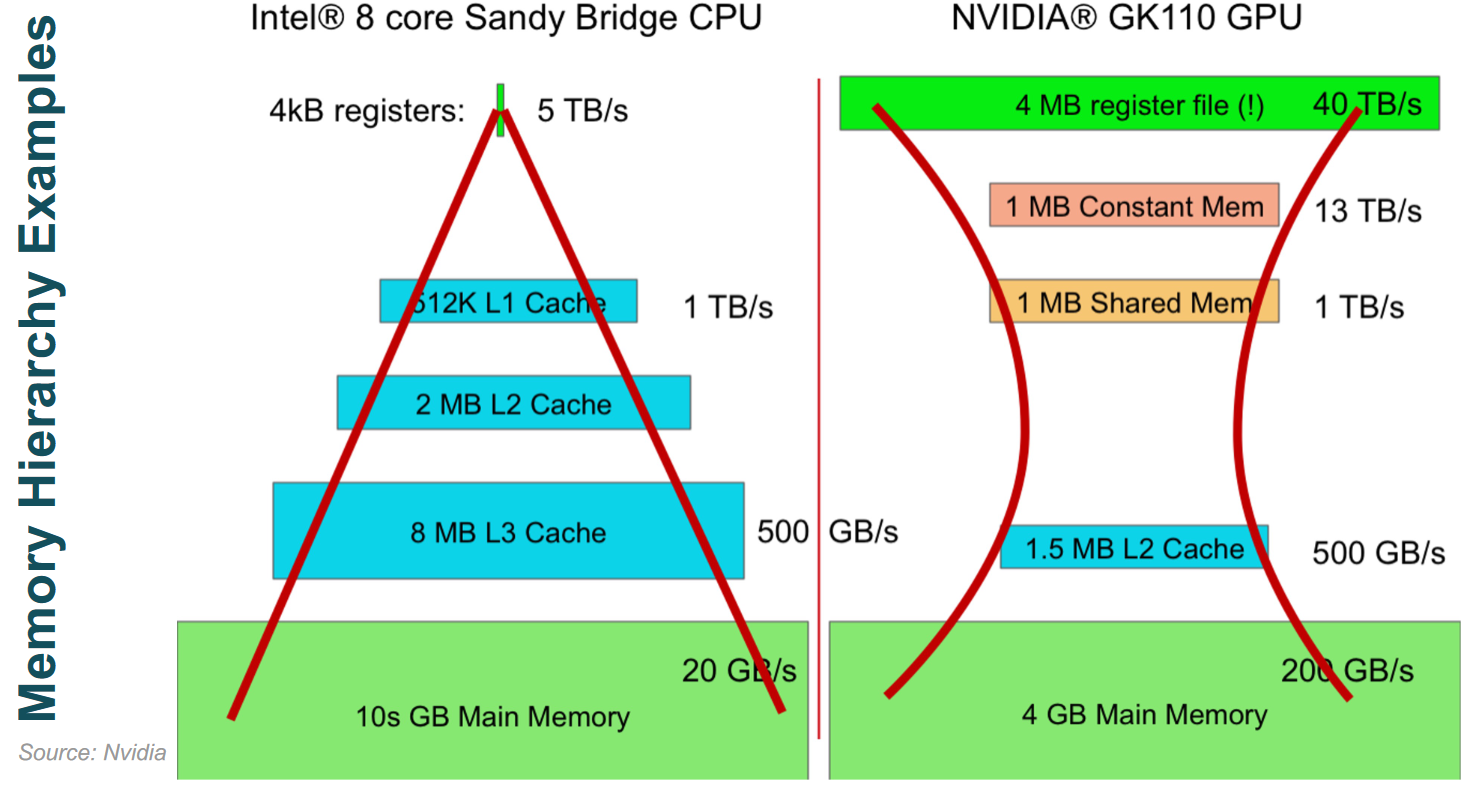 Memory Hierarchy Examples
Source: Nvidia
Intel® 8 core Sandy Bridge CPU
4kB registers: 5 TB/s
512K L1 Cache 1 TB/s
2 MB L2 Cache
8 MB L3 Cache 500 GB/s
20 GB/s
10s GB Main Memory
NVIDIA® GK110 GPU
4 MB register file (!) 40 TB/s
1 MB Constant Mem 13 TB/s
1 MB Shared Mem 1 TB/s
1.5 MB L2 Cache 500 GB/s
200 GB/s
4 GB Main Memory